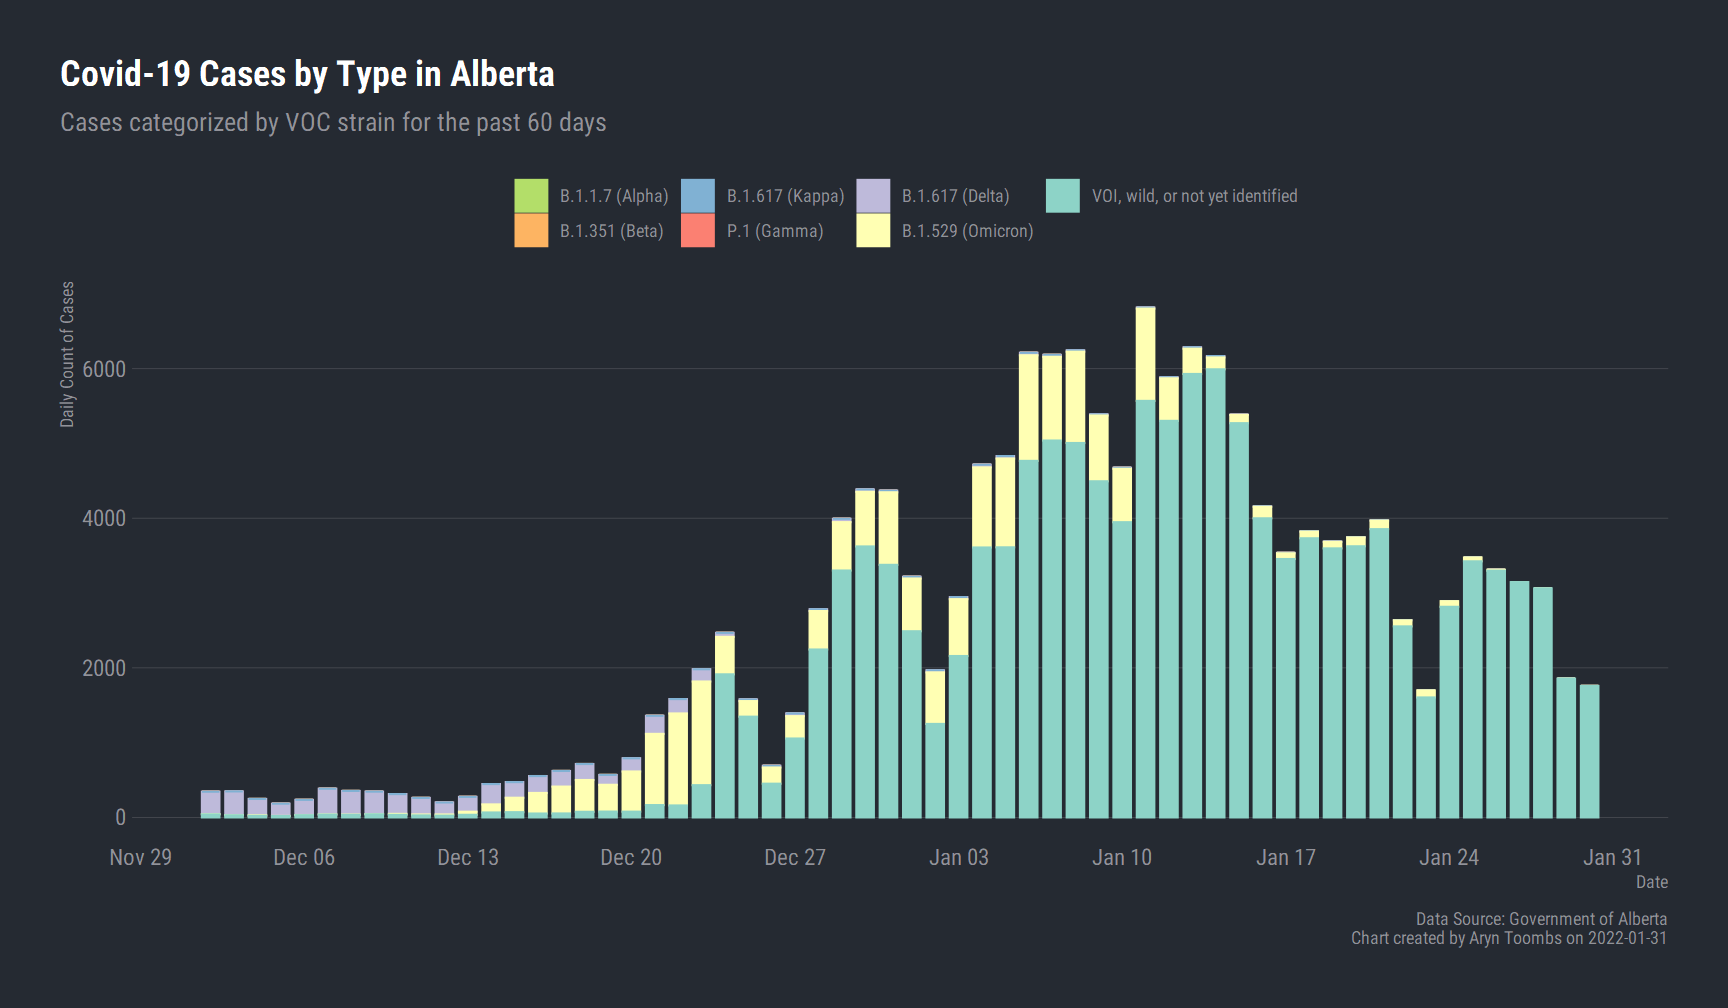 Covid-19 Cases by Type in Alberta
Cases categorized by VOC strain for the past 60 days
B.1.1.7 (Alpha) B.1.617 (Kappa) B.1.617 (Delta) VOI, wild, or not yet identified
B.1.351 (Beta) P.1 (Gamma) B.1.529 (Omicron)
Daily Count of Cases
6000
4000
2000
0
Nov 29 Dec 06 Dec 13 Dec 20 Dec 27 Jan 03 Jan 10 Jan 17 Jan 24 Jan 31
Date
Data Source: Government of Alberta
Chart created by Aryn Toombs on 2022-01-31